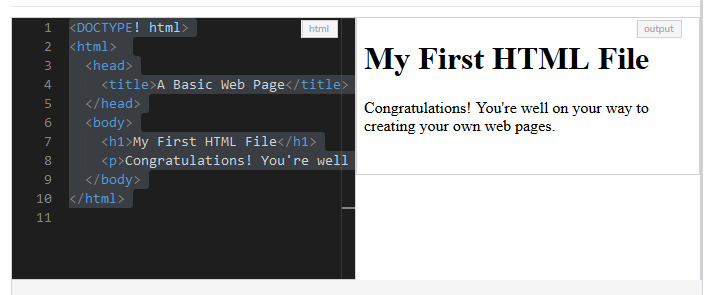 1 <DOCTYPE! html>
2 <html>
3 <head>
4 <title>A Basic Web Page</title>
5 </head>
6 <body>
7 <h1>My First HTML File</h1>
8 <p>Congratulations! You're well
9 </body>
10 </html>
11
html
output
My First HTML File
Congratulations! You're well on your way to
creating your own web pages.